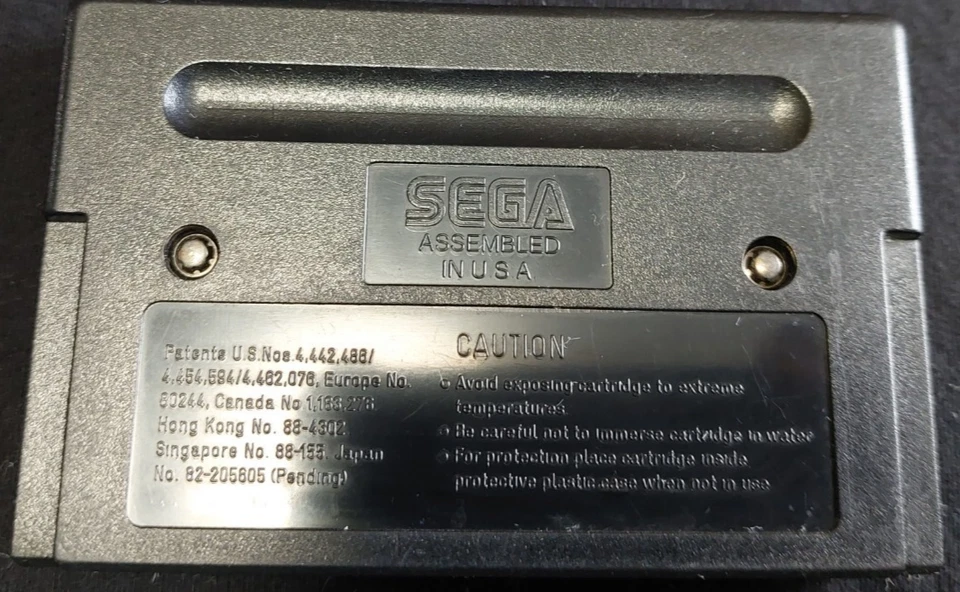 SEGA
ASSEMBLED
IN U S A
Patents U.S.Nos.4,442,486/
4,454,594/4,462,076, Europe No.
80244, Canada No 1,183,276
Hong Kong No. 88-4302
Singapore No. 88-155, Japan
No. 82-205605 (Pending)
CAUTION
Avoid exposing cartridge to extreme
temperatures
Be careful not to immerse cartridge in water
For protection place cartridge inside
protective plastic case when not in use